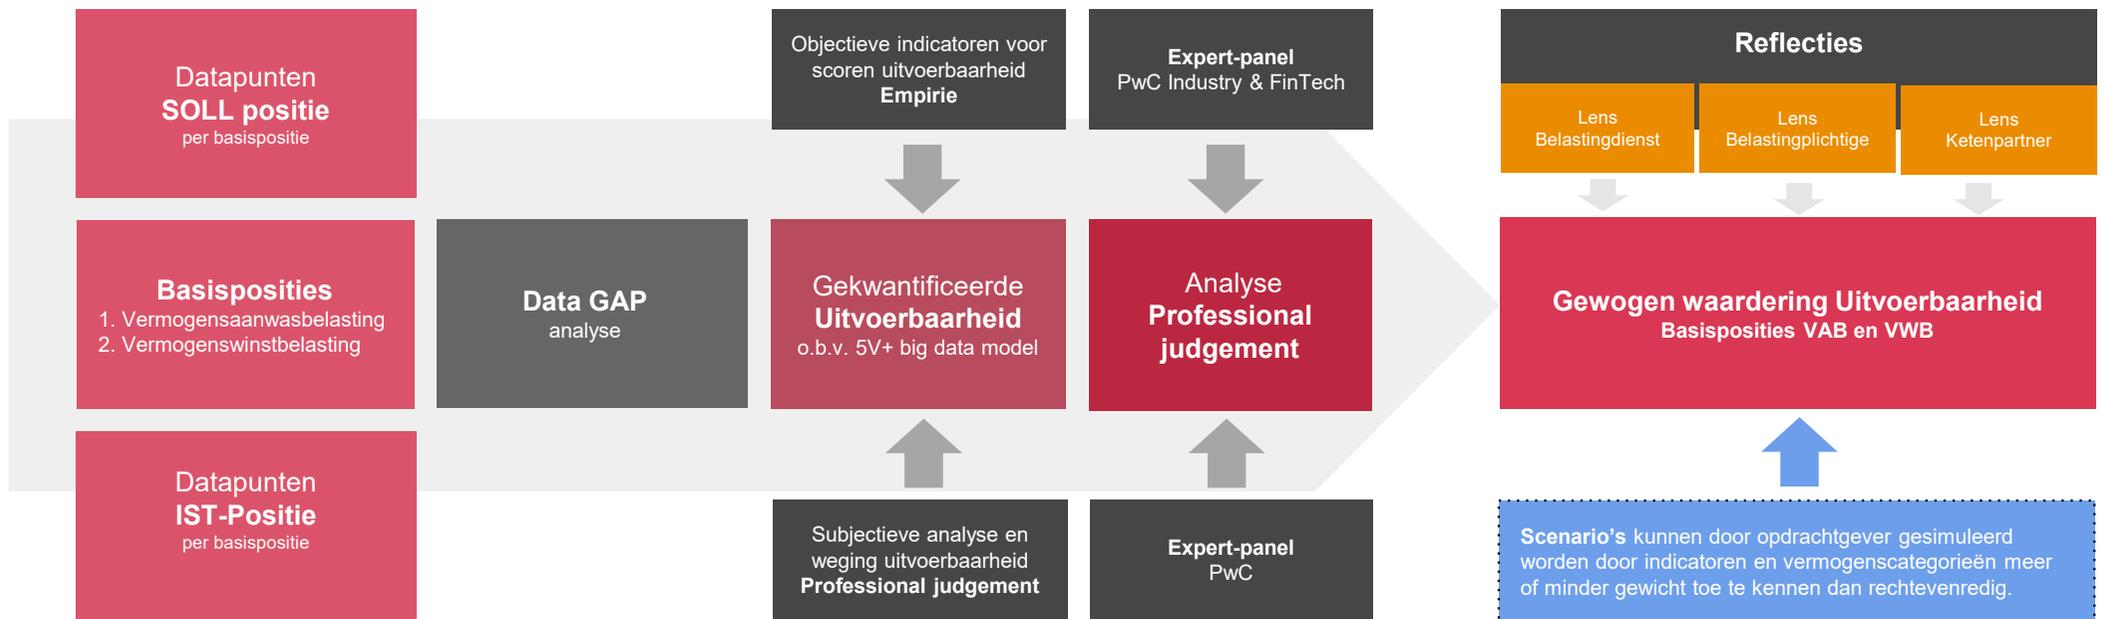 Datapunten
SOLL positie
per basispositie
Basisposities
1. Vermogensaanwasbelasting
2. Vermogenswinstbelasting
Datapunten
IST-Positie
per basispositie
Data GAP
analyse
Objectieve indicatoren voor
scoren uitvoerbaarheid
Empirie
Gekwantificeerde
Uitvoerbaarheid
o.b.v. 5V+ big data model
Subjectieve analyse en
weging uitvoerbaarheid
Professional judgement
Expert-panel
PwC Industry & FinTech
Analyse
Professional
judgement
Expert-panel
PwC
Reflecties
Lens
Belastingdienst
Lens
Belastingplichtige
Lens
Ketenpartner
Gewogen waardering Uitvoerbaarheid
Basisposities VAB en VWB
Scenario's kunnen door opdrachtgever gesimuleerd
worden door indicatoren en vermogenscategorieën meer
of minder gewicht toe te kennen dan rechtevenredig.